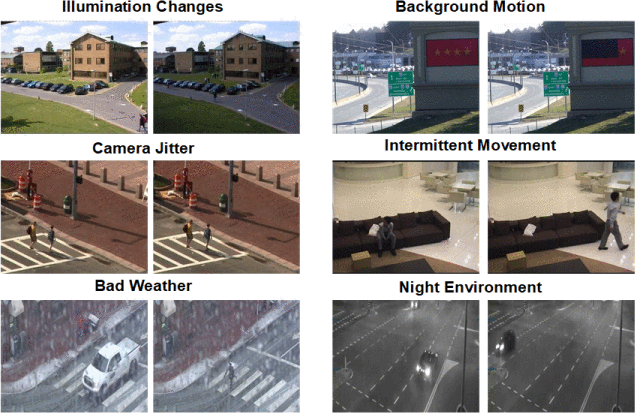 Illumination Changes
Background Motion
Camera Jitter
Intermittent Movement
Bad Weather
Night Environment